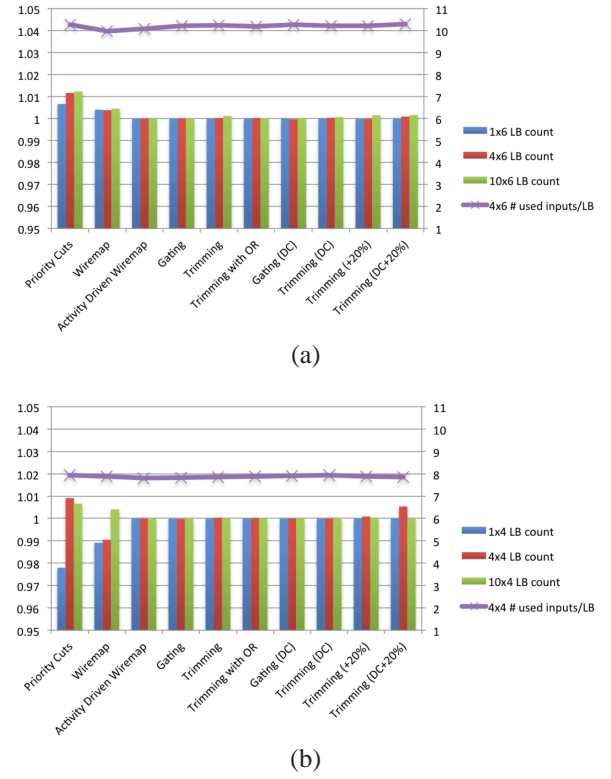 1.05
1.04
1.03
1.02
1.01
1
0.99
0.98
0.97
0.96
0.95
11
10
9
8
7
6
5
4
3
2
1
Priority Cuts
Wiremap
Activity Driven Wiremap
Gating
Trimming
Trimming with OR
Gating (DC)
Trimming (DC)
Trimming (+20%)
Trimming (DC+20%)
1x6 LB count
4x6 LB count
10x6 LB count
4x6 # used inputs/LB
(a)
1.05
1.04
1.03
1.02
1.01
1
0.99
0.98
0.97
0.96
0.95
11
10
9
8
7
6
5
4
3
2
1
Priority Cuts
Wiremap
Activity Driven Wiremap
Gating
Trimming
Trimming with OR
Gating (DC)
Trimming (DC)
Trimming (+20%)
Trimming (DC+20%)
1x4 LB count
4x4 LB count
10x4 LB count
4x4 # used inputs/LB
(b)